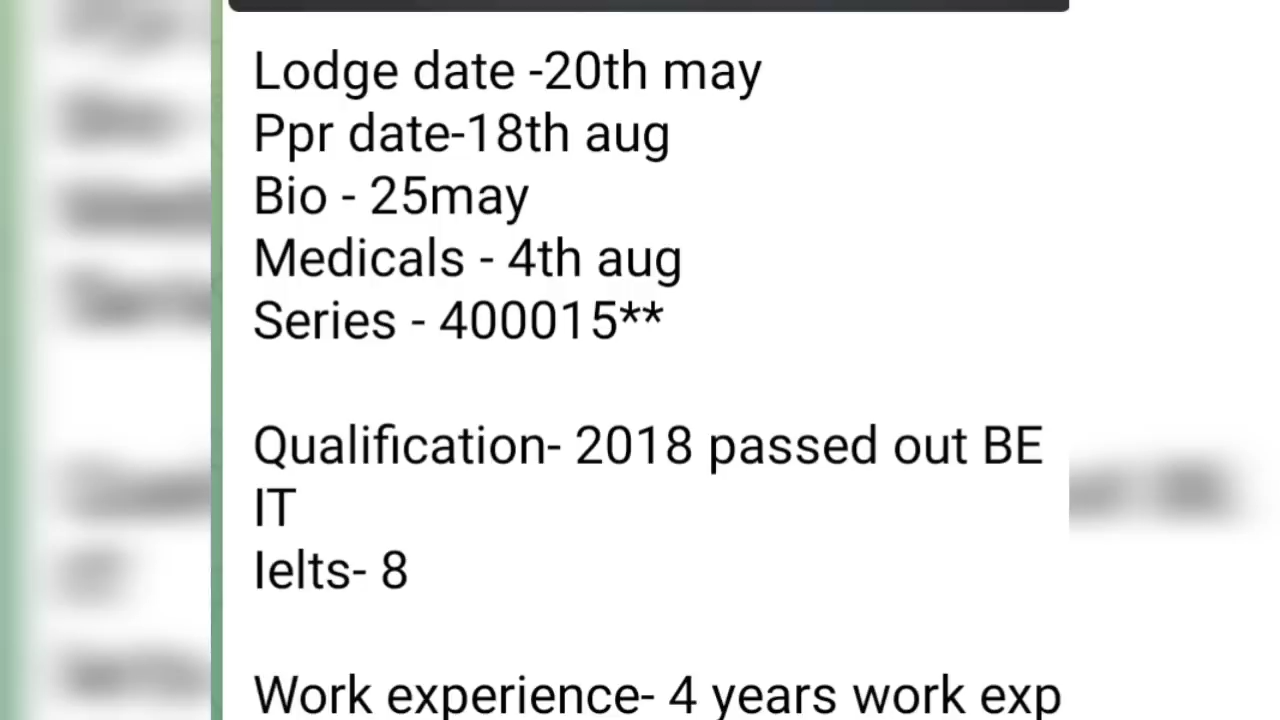 Lodge date -20th may
Ppr date-18th aug
Bio - 25may
Medicals - 4th aug
Series - 400015**
Qualification- 2018 passed out BE
IT
Ielts- 8
Work experience- 4 years work exp